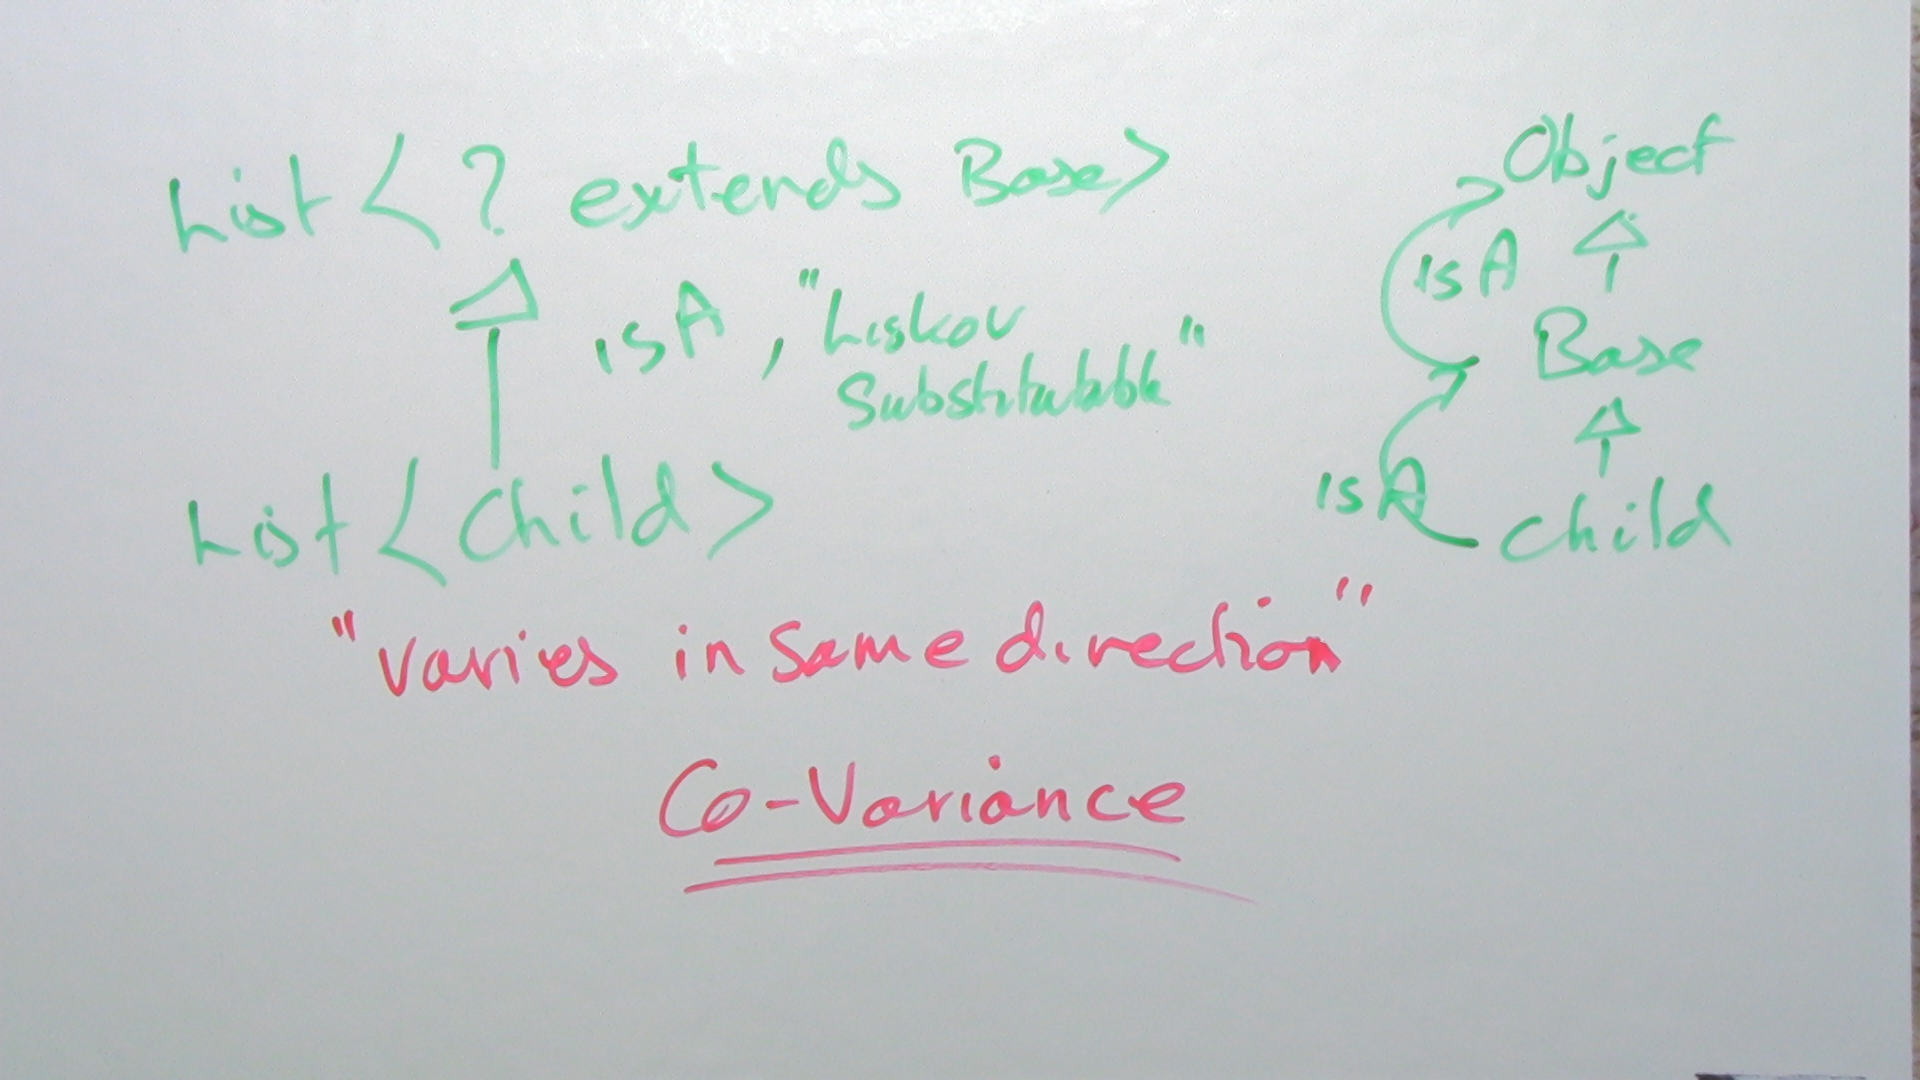 List < ? extends Base>
isA , "Liskov
Substitutable"
List <Child>
Object
isA
Base
isA
child
"varies in same direction"
Co-Variance